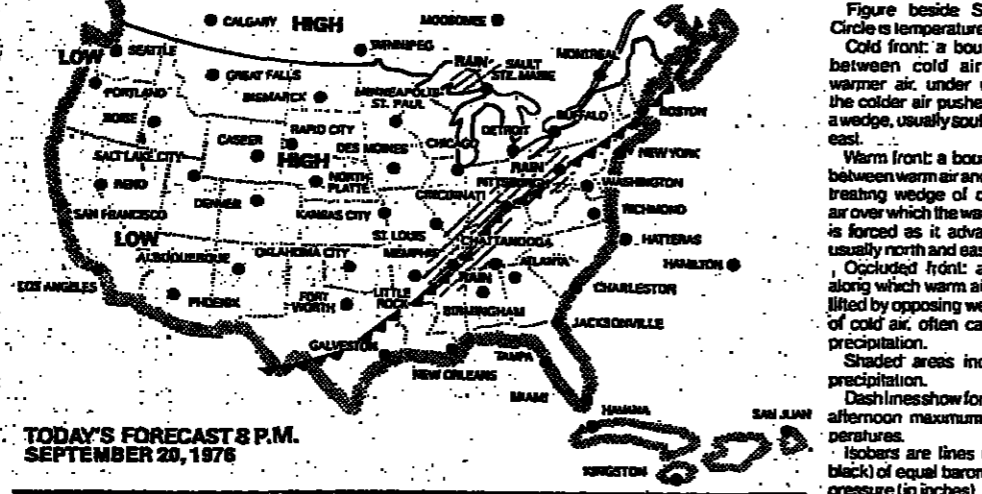 CALGARY
HIGH
MOOSONEE
SEATTLE
LOW
WINNIPEG
RAIN
SAULT
STE. MARIE
MONTREAL
PORTLAND
GREAT FALLS
BISMARCK
MINNEAPOLIS
ST. PAUL
BUFFALO
BOSTON
BOISE
CASPER
RAPID CITY
DES MOINES
CHICAGO
DETROIT
NEW YORK
SALT LAKE CITY
HIGH
RAIN
RENO
NORTH
PLATTE
CINCINNATI
PITTSBURGH
WASHINGTON
SAN FRANCISCO
DENVER
KANSAS CITY
RICHMOND
LOW
ST. LOUIS
CHATTANOOGA
HATTERAS
ALBUQUERQUE
OKLAHOMA CITY
MEMPHIS
ATLANTA
HAMILTON
LOS ANGELES
RAIN
PHOENIX
FORT
WORTH
LITTLE
ROCK
CHARLESTON
BIRMINGHAM
JACKSONVILLE
GALVESTON
TAMPA
NEW ORLEANS
MIAMI
HAVANA
SAN JUAN
KINGSTON
TODAY'S FORECAST 8 P.M.
SEPTEMBER 20, 1976
Figure beside S
Circle is temperature
Cold front: a bou
between cold air
warmer air, under
the colder air pushe
a wedge, usually sout
east.
Warm front: a bou
between warm air and
treating wedge of c
air over which the wa
is forced as it adva
usually north and eas
Occluded front: a
along which warm ai
lifted by opposing we
of cold air, often ca
precipitation.
Shaded areas inc
precipitation.
Dash lines show for
afternoon maximum
peratures.
Isobars are lines
black) of equal barom
pressure (in inches)